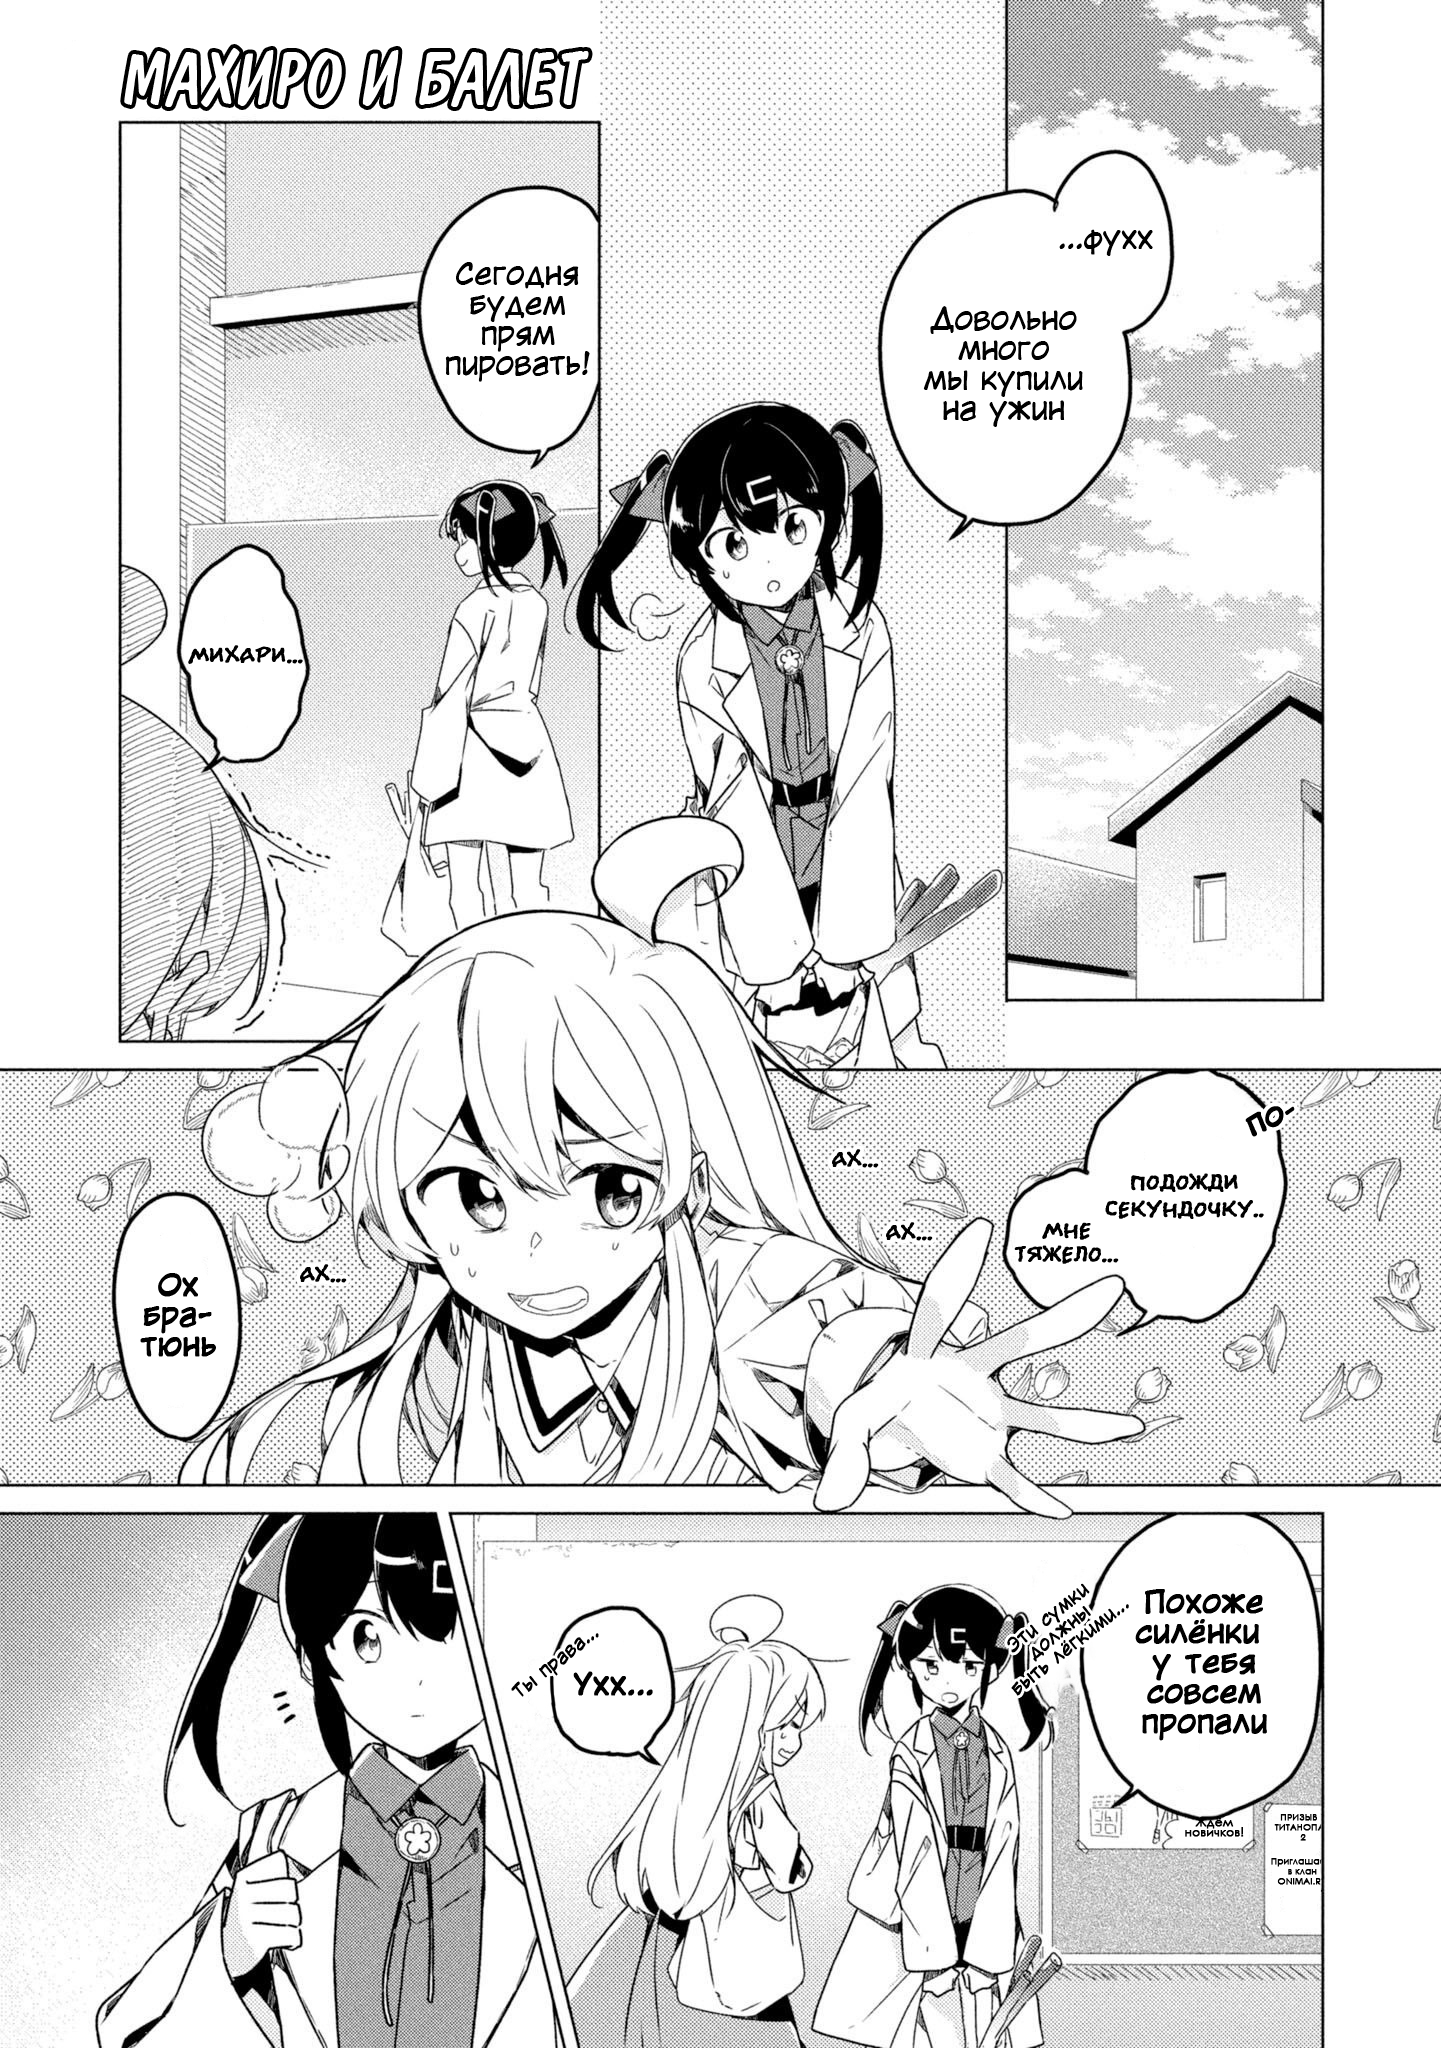 МАХИРО И БАЛЕТ
...ФУХХ
ДОВОЛЬНО
МНОГО
МЫ КУПИЛИ
НА УЖИН
СЕГОДНЯ
БУДЕМ
ПРЯМ
ПИРОВАТЬ!
МИХАРИ...
ПО-
ПОДОЖДИ
СЕКУНДОЧКУ..
МНЕ
ТЯЖЕЛО...
АХ...
АХ...
АХ...
ОХ
БРА-
ТЮНЬ
ПОХОЖЕ
СИЛЁНКИ
У ТЕБЯ
СОВСЕМ
ПРОПАЛИ
ЭТИ СУМКИ
ДОЛЖНЫ
БЫТЬ ЛЁГКИМИ...
УХХ...
ТЫ ПРАВА...
Ждём
новичков!
ПРИЗЫВ
ТИТАНОПА
2
Приглаша
в клан
ONIMAI.R